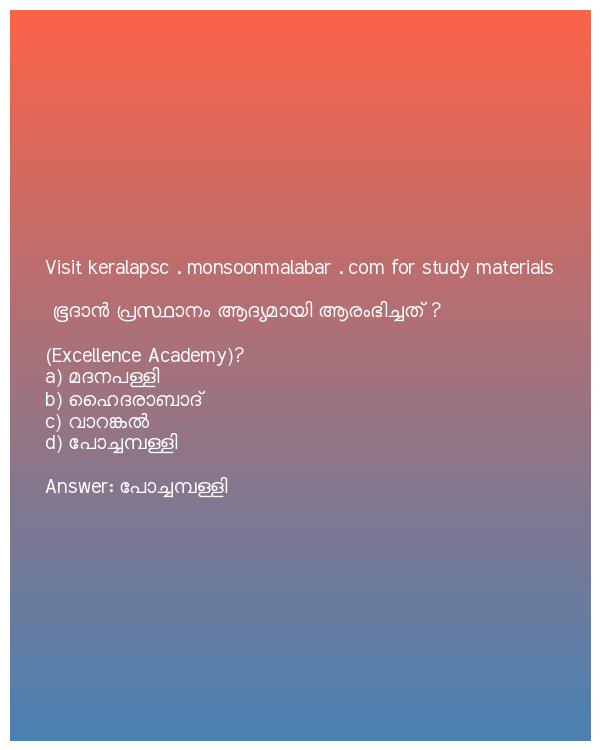 Visit keralapsc . monsoonmalabar . com for study materials
ഭൂദാൻ പ്രസ്ഥാനം ആദ്യമായി ആരംഭിച്ചത് ?
(Excellence Academy)?
a) മദനപള്ളി
b) ഹൈദരാബാദ്
c) വാറങ്കൽ
d) പോച്ചമ്പള്ളി
Answer: പോച്ചമ്പള്ളി